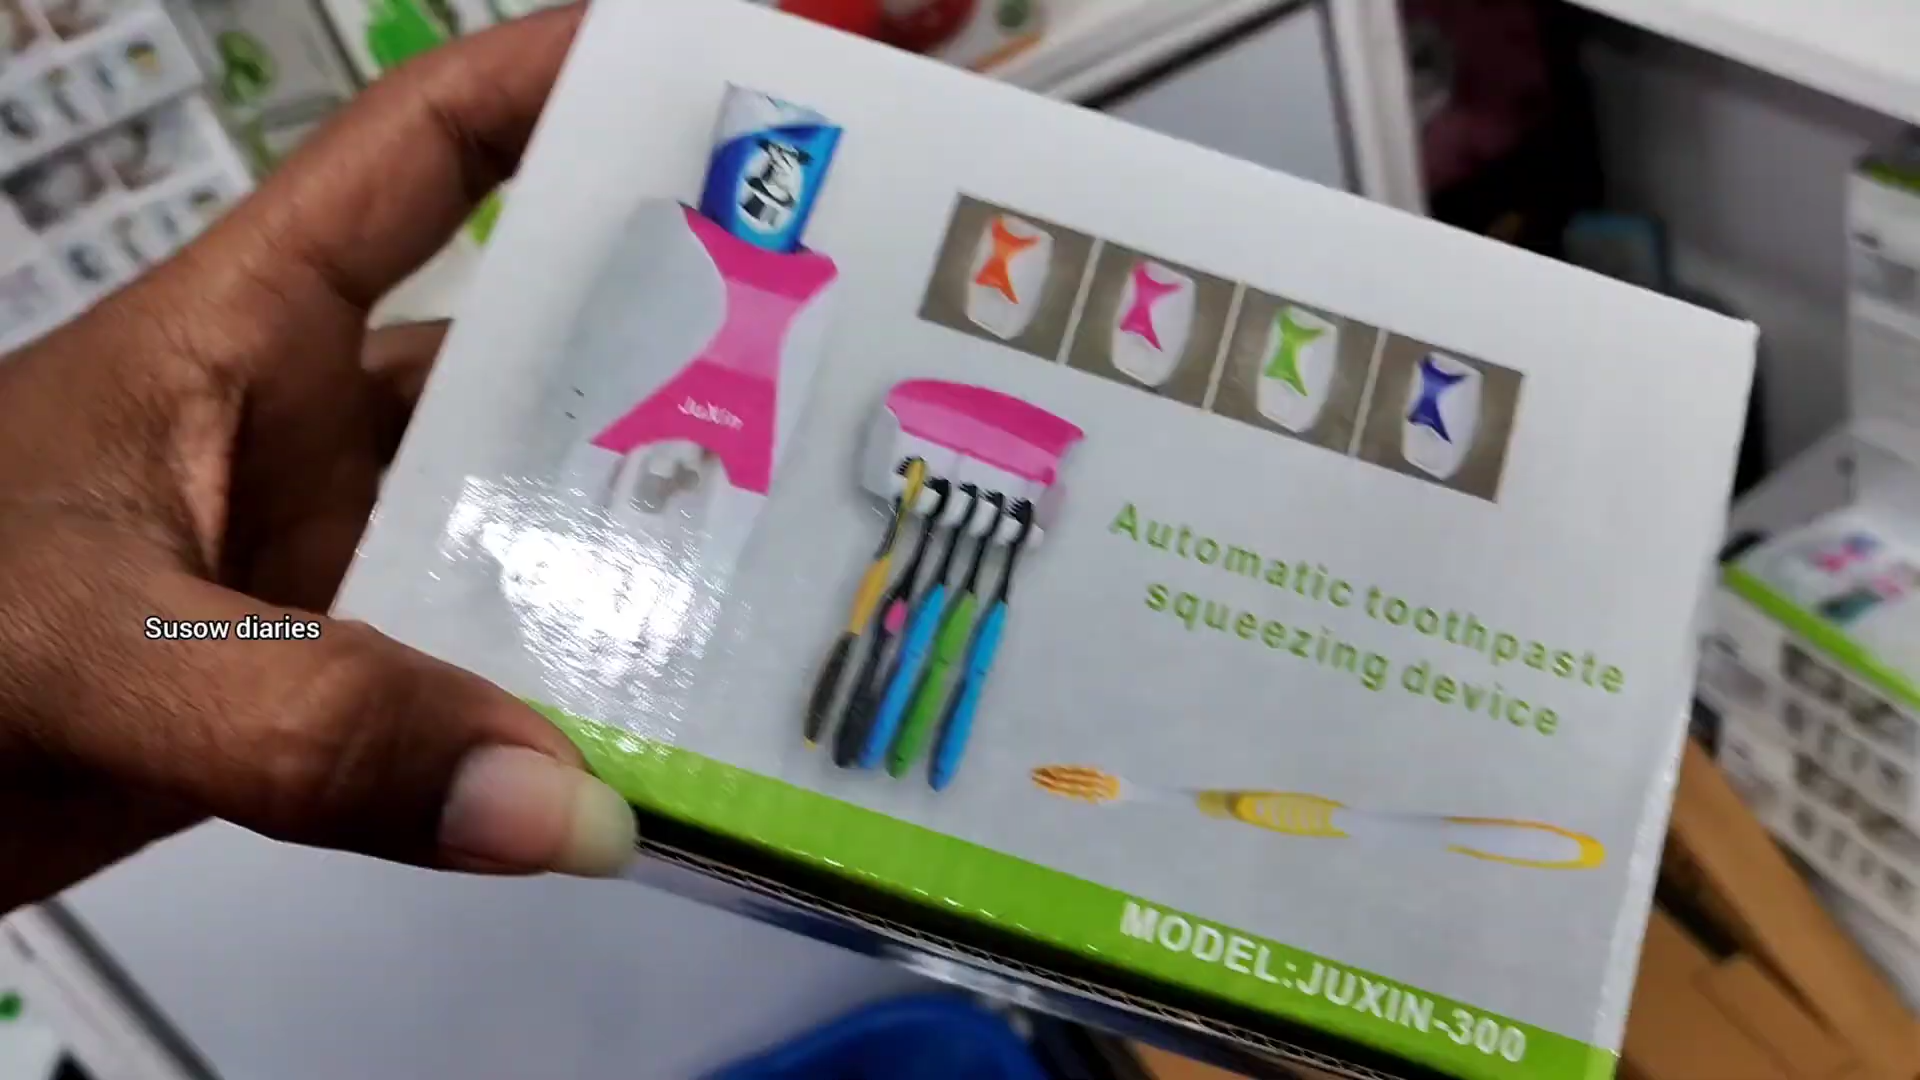 JuXin
Automatic toothpaste
squeezing device
MODEL:JUXIN-300
Susow diaries